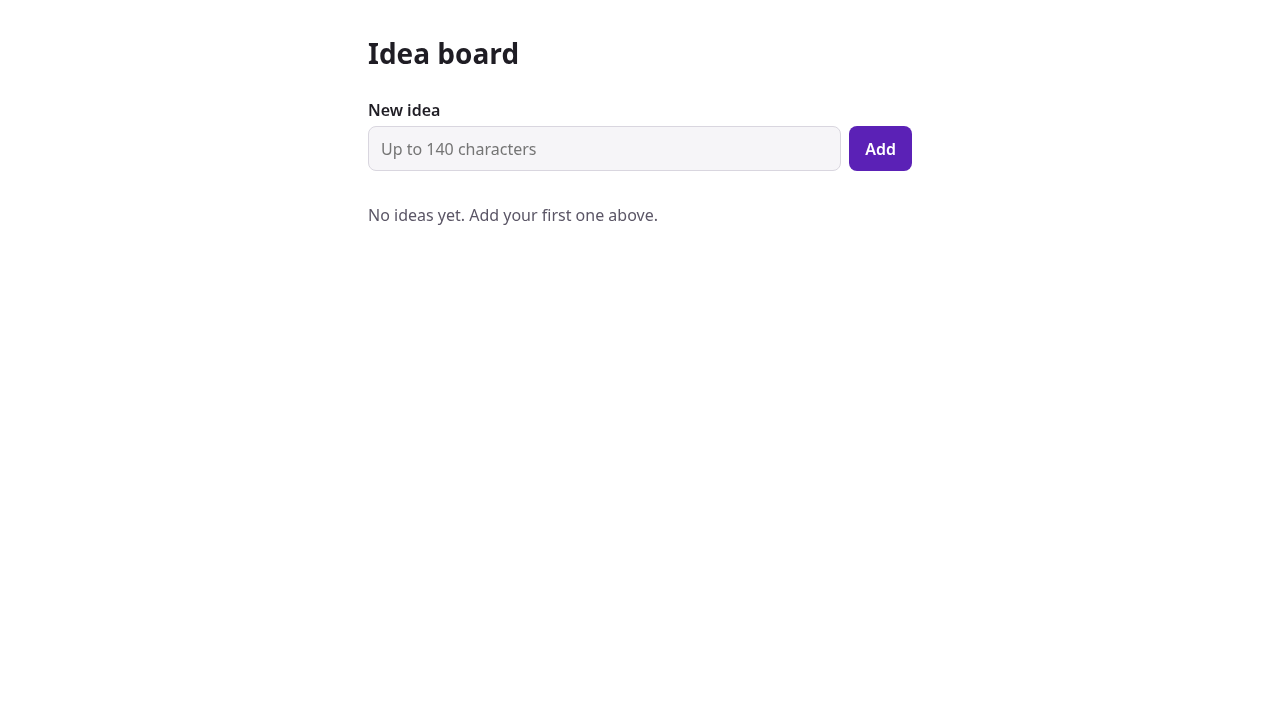 Idea board
New idea
Up to 140 characters
Add
No ideas yet. Add your first one above.